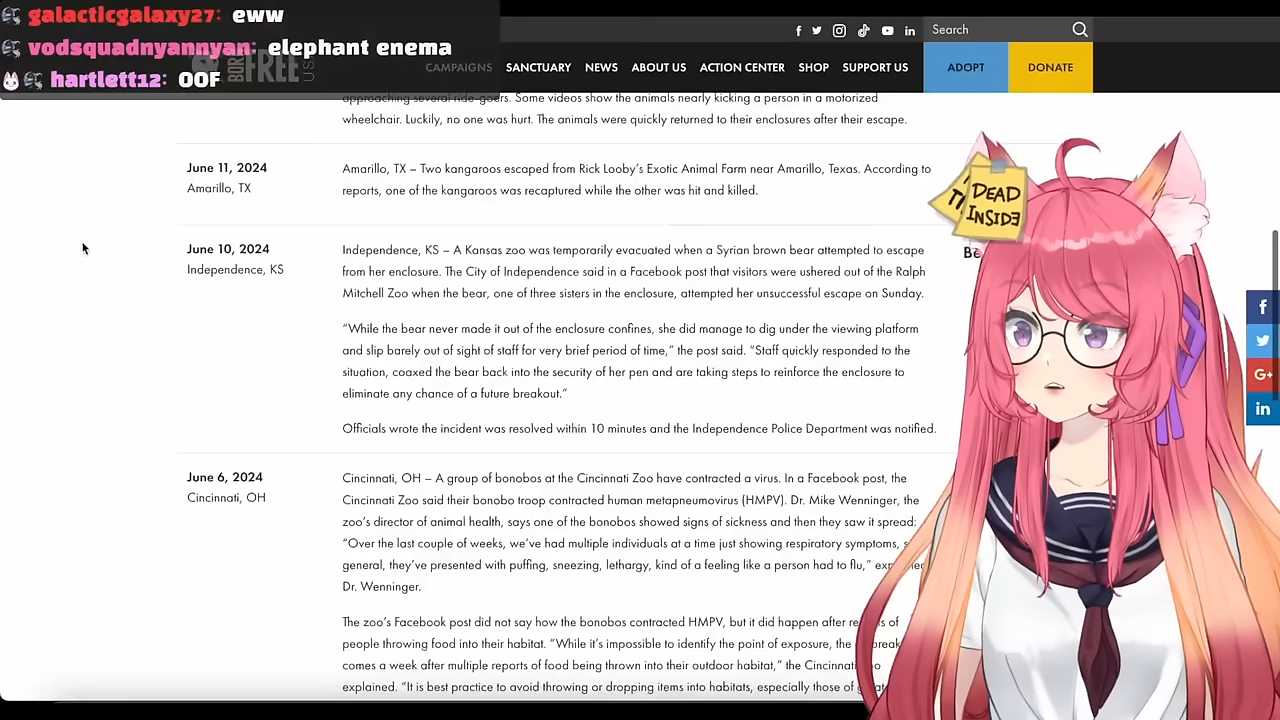 galacticgalaxy27: eww
vodsquadnyannyan: elephant enema
hartlett12: OOF
BORN FREE USA
CAMPAIGNS SANCTUARY NEWS ABOUT US ACTION CENTER SHOP SUPPORT US
Search
ADOPT DONATE
approaching several ride-goers. Some videos show the animals nearly kicking a person in a motorized
wheelchair. Luckily, no one was hurt. The animals were quickly returned to their enclosures after their escape.
June 11, 2024
Amarillo, TX
Amarillo, TX – Two kangaroos escaped from Rick Looby's Exotic Animal Farm near Amarillo, Texas. According to
reports, one of the kangaroos was recaptured while the other was hit and killed.
June 10, 2024
Independence, KS
Independence, KS – A Kansas zoo was temporarily evacuated when a Syrian brown bear attempted to escape
from her enclosure. The City of Independence said in a Facebook post that visitors were ushered out of the Ralph
Mitchell Zoo when the bear, one of three sisters in the enclosure, attempted her unsuccessful escape on Sunday.
“While the bear never made it out of the enclosure confines, she did manage to dig under the viewing platform
and slip barely out of sight of staff for very brief period of time,” the post said. “Staff quickly responded to the
situation, coaxed the bear back into the security of her pen and are taking steps to reinforce the enclosure to
eliminate any chance of a future breakout.”
Officials wrote the incident was resolved within 10 minutes and the Independence Police Department was notified.
Be
June 6, 2024
Cincinnati, OH
Cincinnati, OH – A group of bonobos at the Cincinnati Zoo have contracted a virus. In a Facebook post, the
Cincinnati Zoo said their bonobo troop contracted human metapneumovirus (HMPV). Dr. Mike Wenninger, the
zoo's director of animal health, says one of the bonobos showed signs of sickness and then they saw it spread:
“Over the last couple of weeks, we've had multiple individuals at a time just showing respiratory symptoms,
general, they've presented with puffing, sneezing, lethargy, kind of a feeling like a person had to flu,”
Dr. Wenninger.
The zoo's Facebook post did not say how the bonobos contracted HMPV, but it did happen after of
people throwing food into their habitat. “While it's impossible to identify the point of exposure, the
comes a week after multiple reports of food being thrown into their outdoor habitat,” the Cincinnati
explained. “It is best practice to avoid throwing or dropping items into habitats, especially those of
DEAD
INSIDE